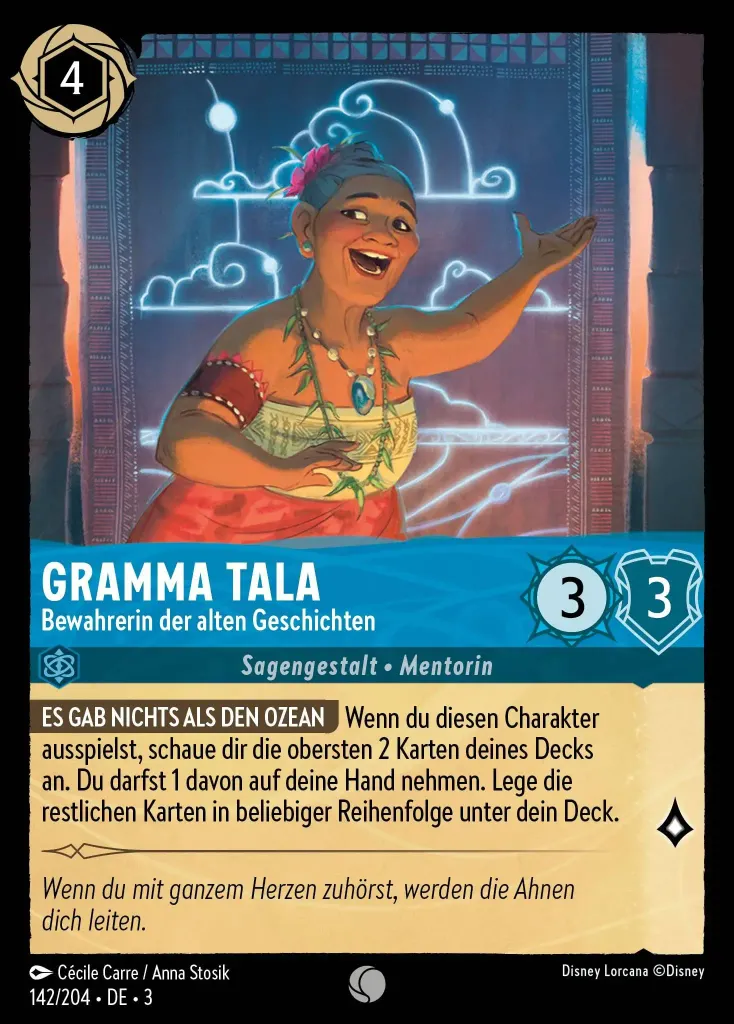 4
GRAMMA TALA
Bewahrerin der alten Geschichten
3
3
Sagengestalt • Mentorin
ES GAB NICHTS ALS DEN OZEAN Wenn du diesen Charakter
ausspielst, schaue dir die obersten 2 Karten deines Decks
an. Du darfst 1 davon auf deine Hand nehmen. Lege die
restlichen Karten in beliebiger Reihenfolge unter dein Deck.
Wenn du mit ganzem Herzen zuhörst, werden die Ahnen
dich leiten.
Cécile Carre / Anna Stosik
Disney Lorcana ©Disney
142/204 • DE • 3